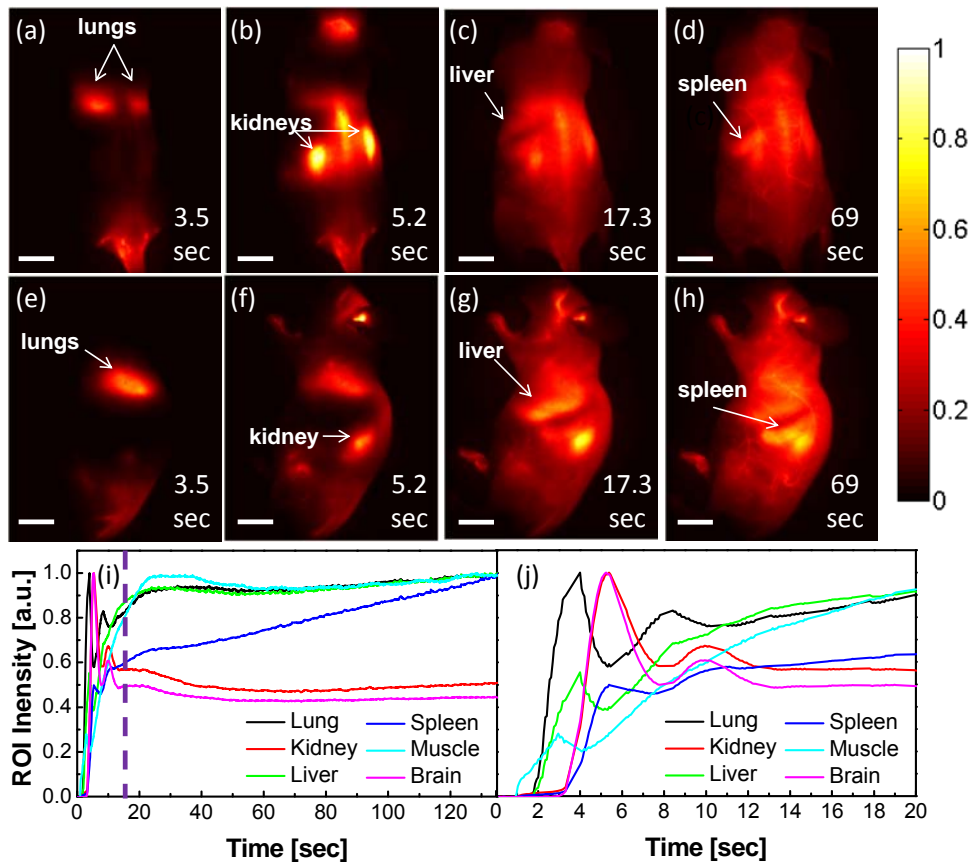 (a)
lungs
3.5
sec
(b)
kidneys
5.2
sec
(c)
liver
17.3
sec
(d)
spleen
69
sec
1
0.8
0.6
0.4
0.2
0
(e)
lungs
3.5
sec
(f)
kidney
5.2
sec
(g)
liver
17.3
sec
(h)
spleen
69
sec
ROI Inensity [a.u.]
1.0
0.8
0.6
0.4
0.2
0.0
(i)
Lung
Kidney
Liver
Spleen
Muscle
Brain
0 20 40 60 80 100 120
Time [sec]
(j)
Lung
Kidney
Liver
Spleen
Muscle
Brain
0 2 4 6 8 10 12 14 16 18 20
Time [sec]